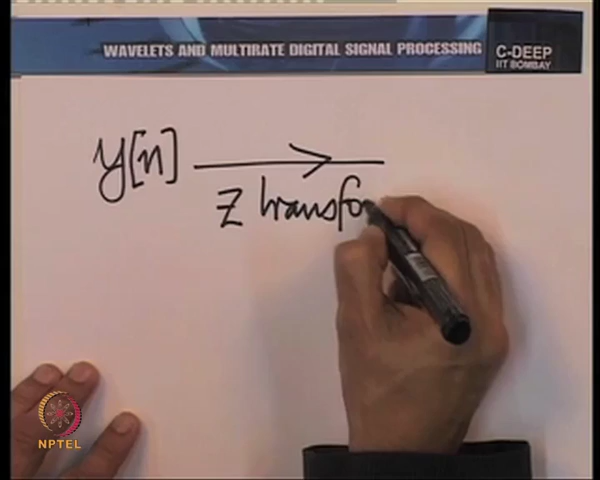 WAVELETS AND MULTIRATE DIGITAL SIGNAL PROCESSING
C-DEEP
IIT BOMBAY
y[n]
Z transfo
NPTEL